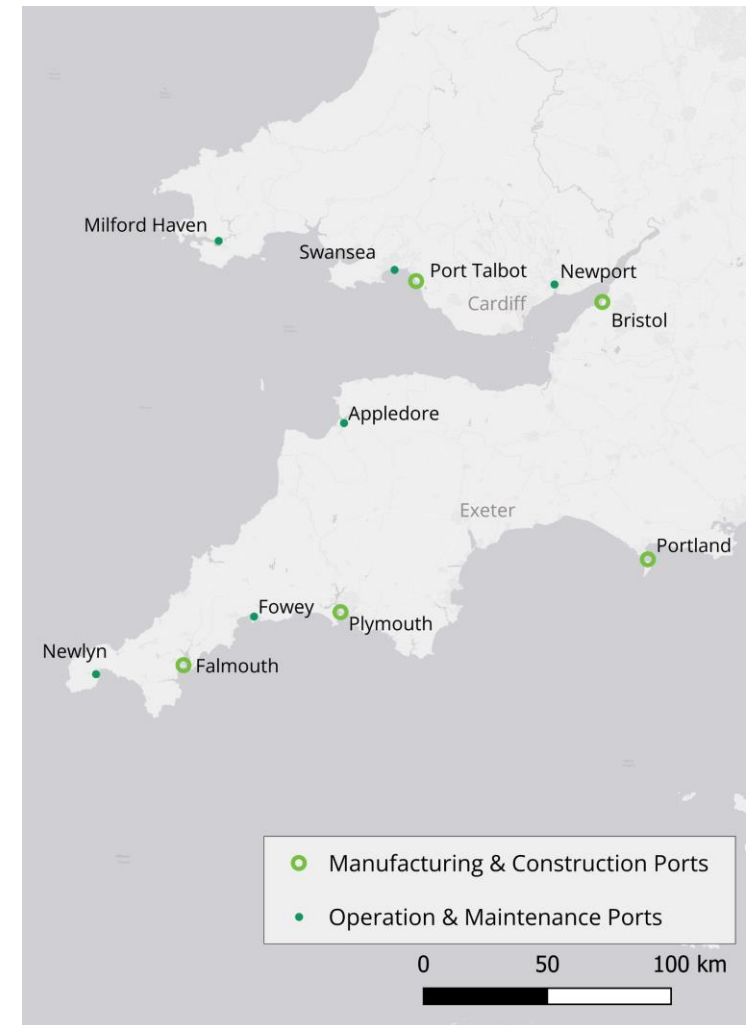 Milford Haven
Swansea
Port Talbot
Newport
Cardiff
Bristol
Appledore
Exeter
Portland
Fowey
Plymouth
Newlyn
Falmouth
Manufacturing & Construction Ports
Operation & Maintenance Ports
0 50 100 km